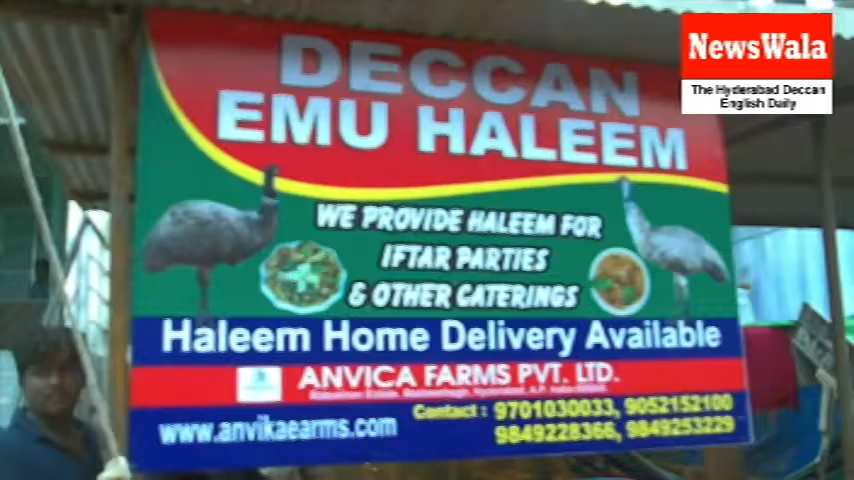 NewsWala
The Hyderabad Deccan
English Daily
DECCAN
EMU HALEEM
WE PROVIDE HALEEM FOR
IFTAR PARTIES
& OTHER CATERINGS
Haleem Home Delivery Available
ANVICA FARMS PVT. LTD.
Contact : 9701030033, 9052152100
www.anvikaearms.com
9849228366, 9849253229